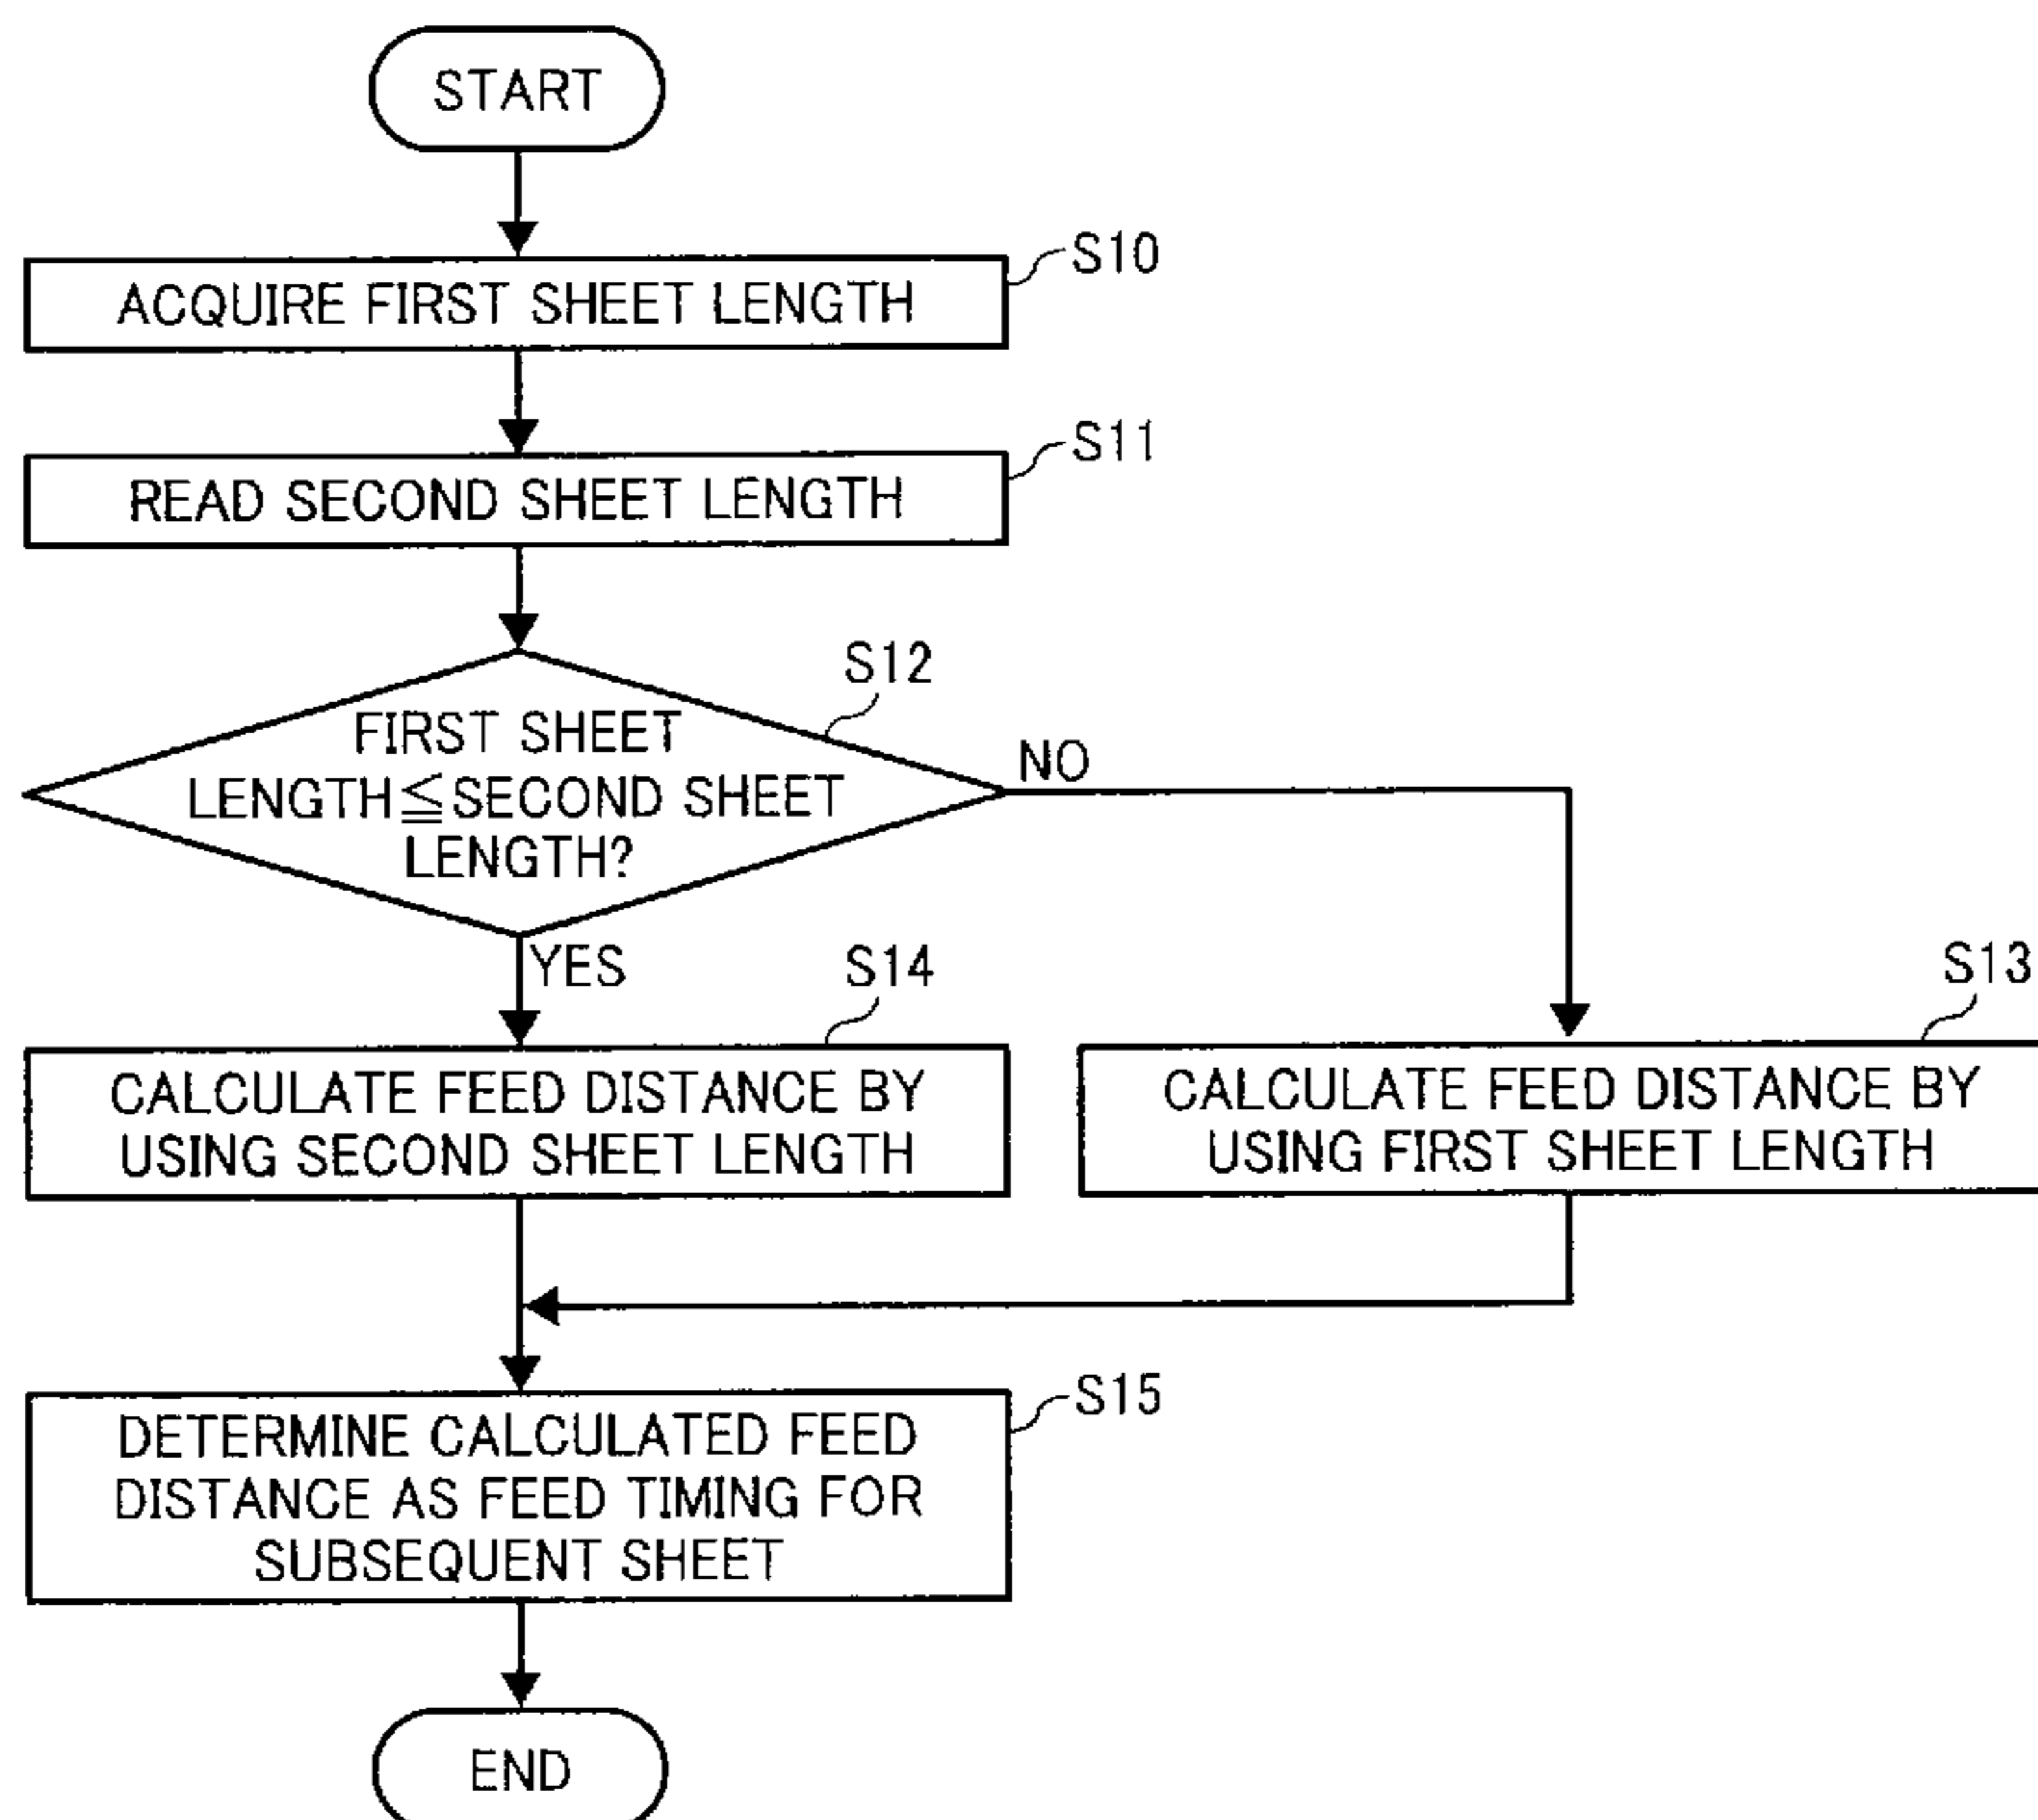 START
S10
ACQUIRE FIRST SHEET LENGTH
S11
READ SECOND SHEET LENGTH
S12
FIRST SHEET
LENGTH≦SECOND SHEET
LENGTH?
NO
YES
S14
CALCULATE FEED DISTANCE BY
USING SECOND SHEET LENGTH
S13
CALCULATE FEED DISTANCE BY
USING FIRST SHEET LENGTH
S15
DETERMINE CALCULATED FEED
DISTANCE AS FEED TIMING FOR
SUBSEQUENT SHEET
END